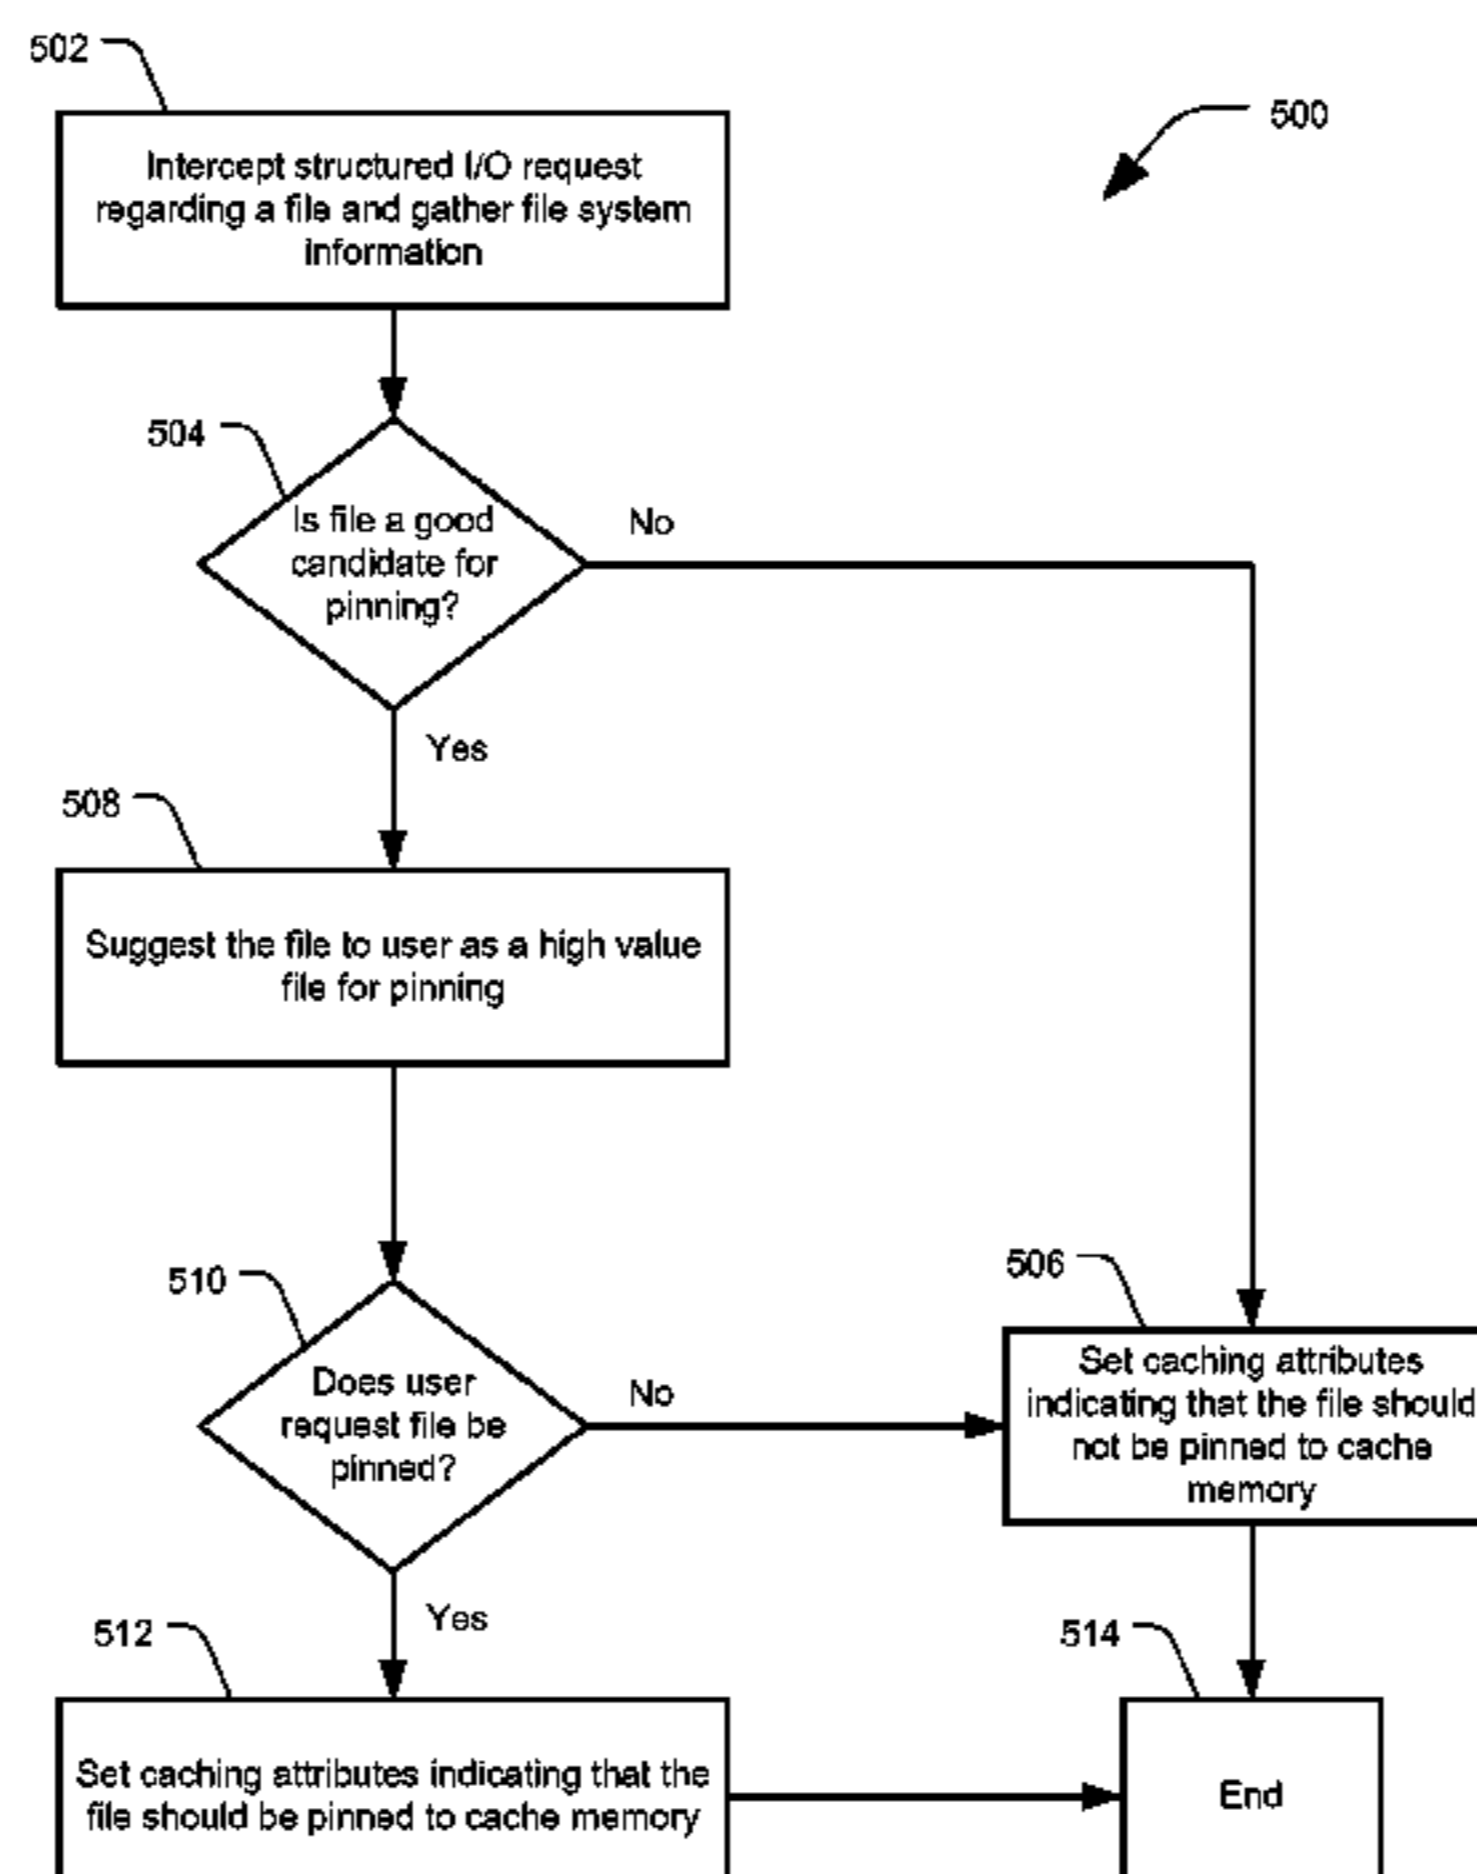 502
500
Intercept structured I/O request
regarding a file and gather file system
information
504
Is file a good
candidate for
pinning?
No
Yes
508
Suggest the file to user as a high value
file for pinning
510
Does user
request file be
pinned?
No
506
Set caching attributes
indicating that the file should
not be pinned to cache
memory
Yes
512
Set caching attributes indicating that the
file should be pinned to cache memory
514
End